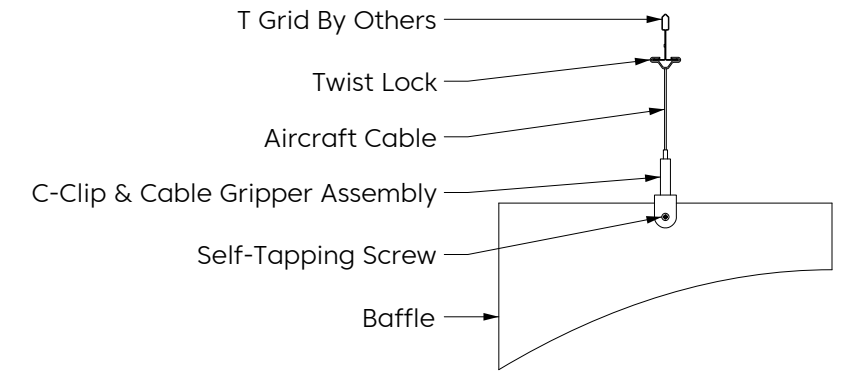 T Grid By Others
Twist Lock
Aircraft Cable
C-Clip & Cable Gripper Assembly
Self-Tapping Screw
Baffle